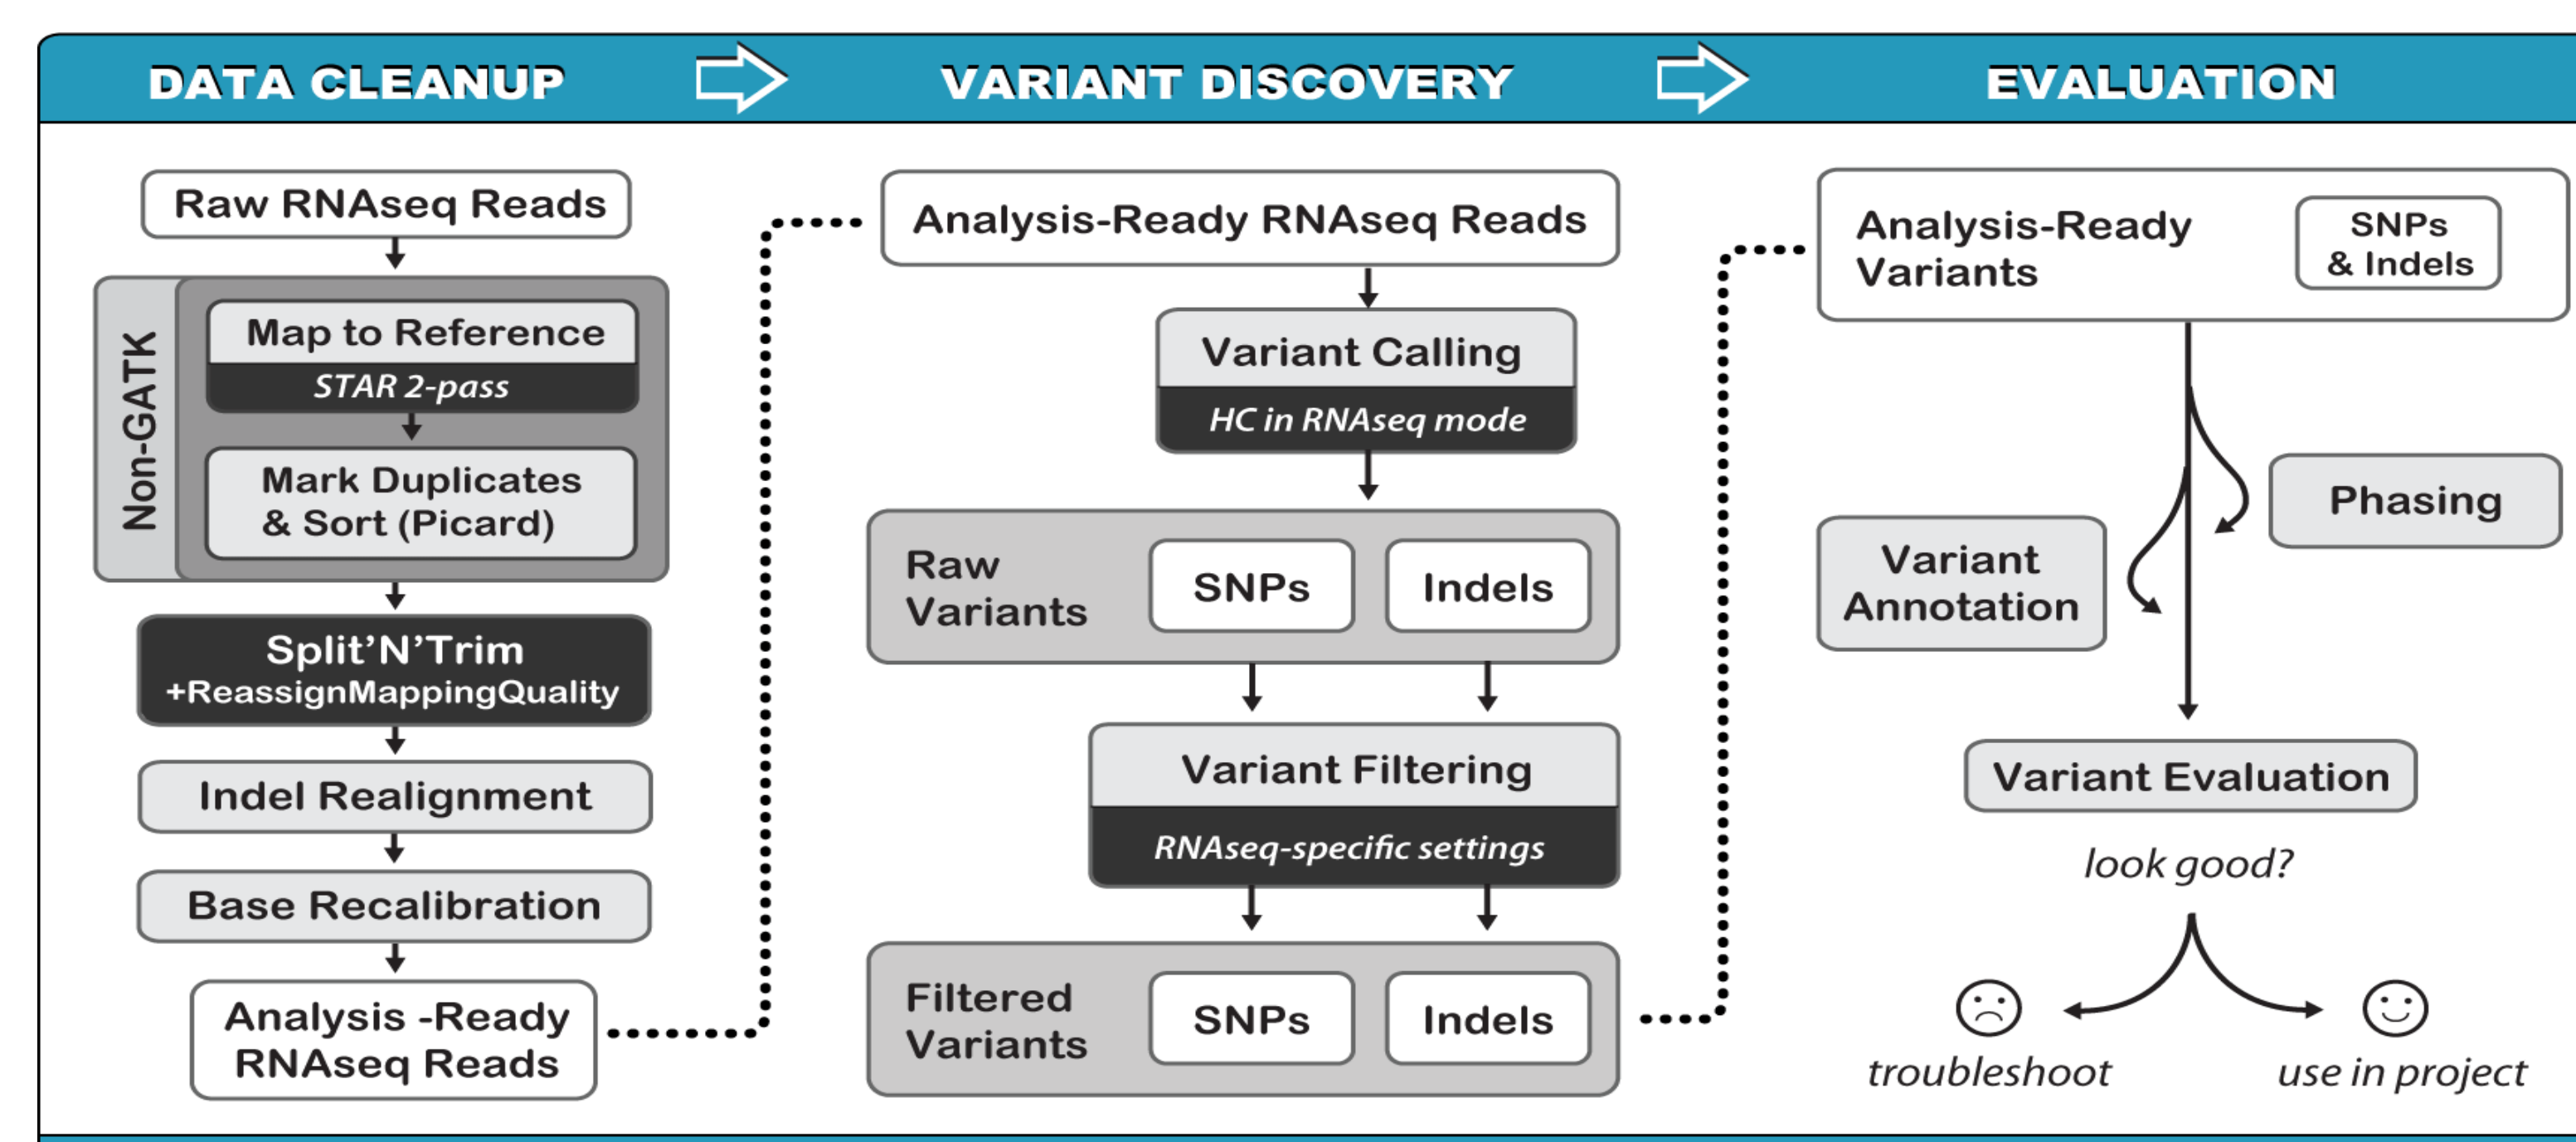 DATA CLEANUP
VARIANT DISCOVERY
EVALUATION
Raw RNAseq Reads
Non-GATK
Map to Reference
STAR 2-pass
Mark Duplicates
& Sort (Picard)
Split’N’Trim
+ReassignMappingQuality
Indel Realignment
Base Recalibration
Analysis -Ready
RNAseq Reads
Analysis-Ready RNAseq Reads
Variant Calling
HC in RNAseq mode
Raw
Variants
SNPs
Indels
Variant Filtering
RNAseq-specific settings
Filtered
Variants
SNPs
Indels
Analysis-Ready
Variants
SNPs
& Indels
Phasing
Variant
Annotation
Variant Evaluation
look good?
troubleshoot
use in project